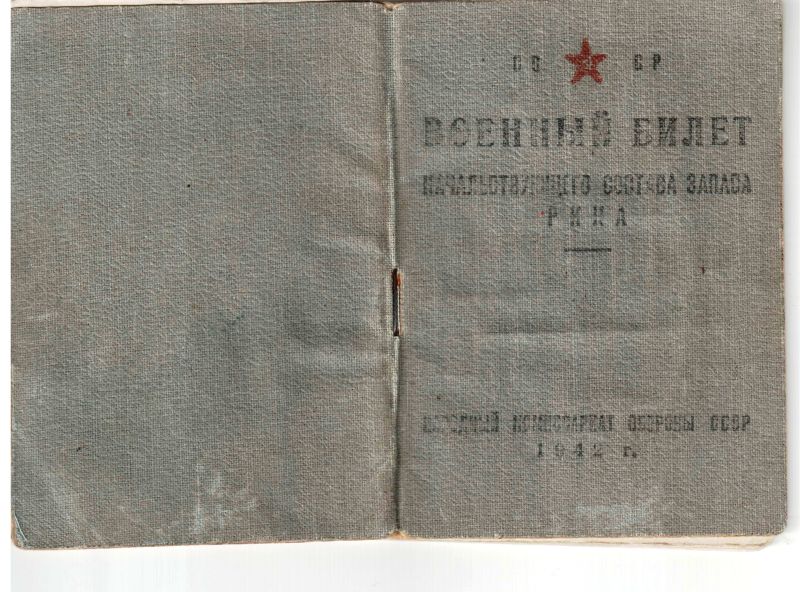 СС СР
ВОЕННЫЙ БИЛЕТ
НАЧАЛЬСТВУЮЩЕГО СОСТАВА ЗАПАСА
РККА
НАРОДНЫЙ КОМИССАРИАТ ОБОРОНЫ СССР
1942 г.